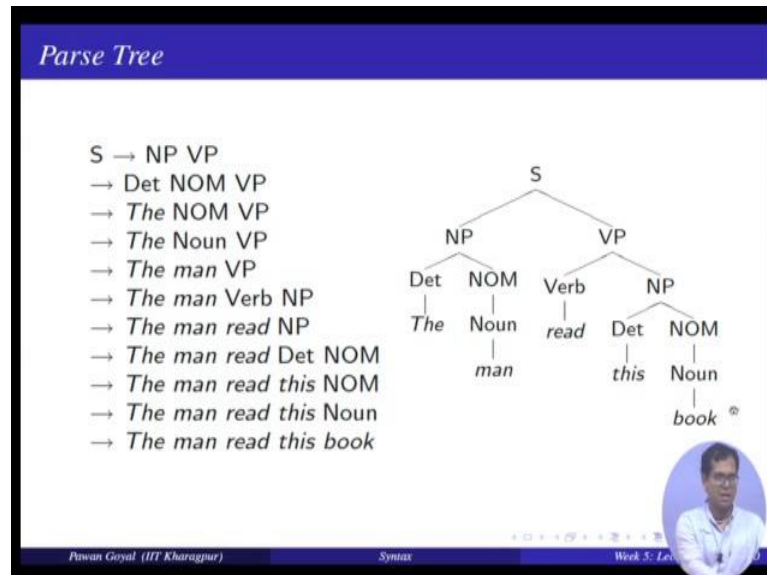 Parse Tree
S → NP VP
→ Det NOM VP
→ The NOM VP
→ The Noun VP
→ The man VP
→ The man Verb NP
→ The man read NP
→ The man read Det NOM
→ The man read this NOM
→ The man read this Noun
→ The man read this book
S
NP VP
Det NOM Verb NP
The Noun read Det NOM
man this Noun
book
Pawan Goyal (IIT Kharagpur) Syntax Week 5: